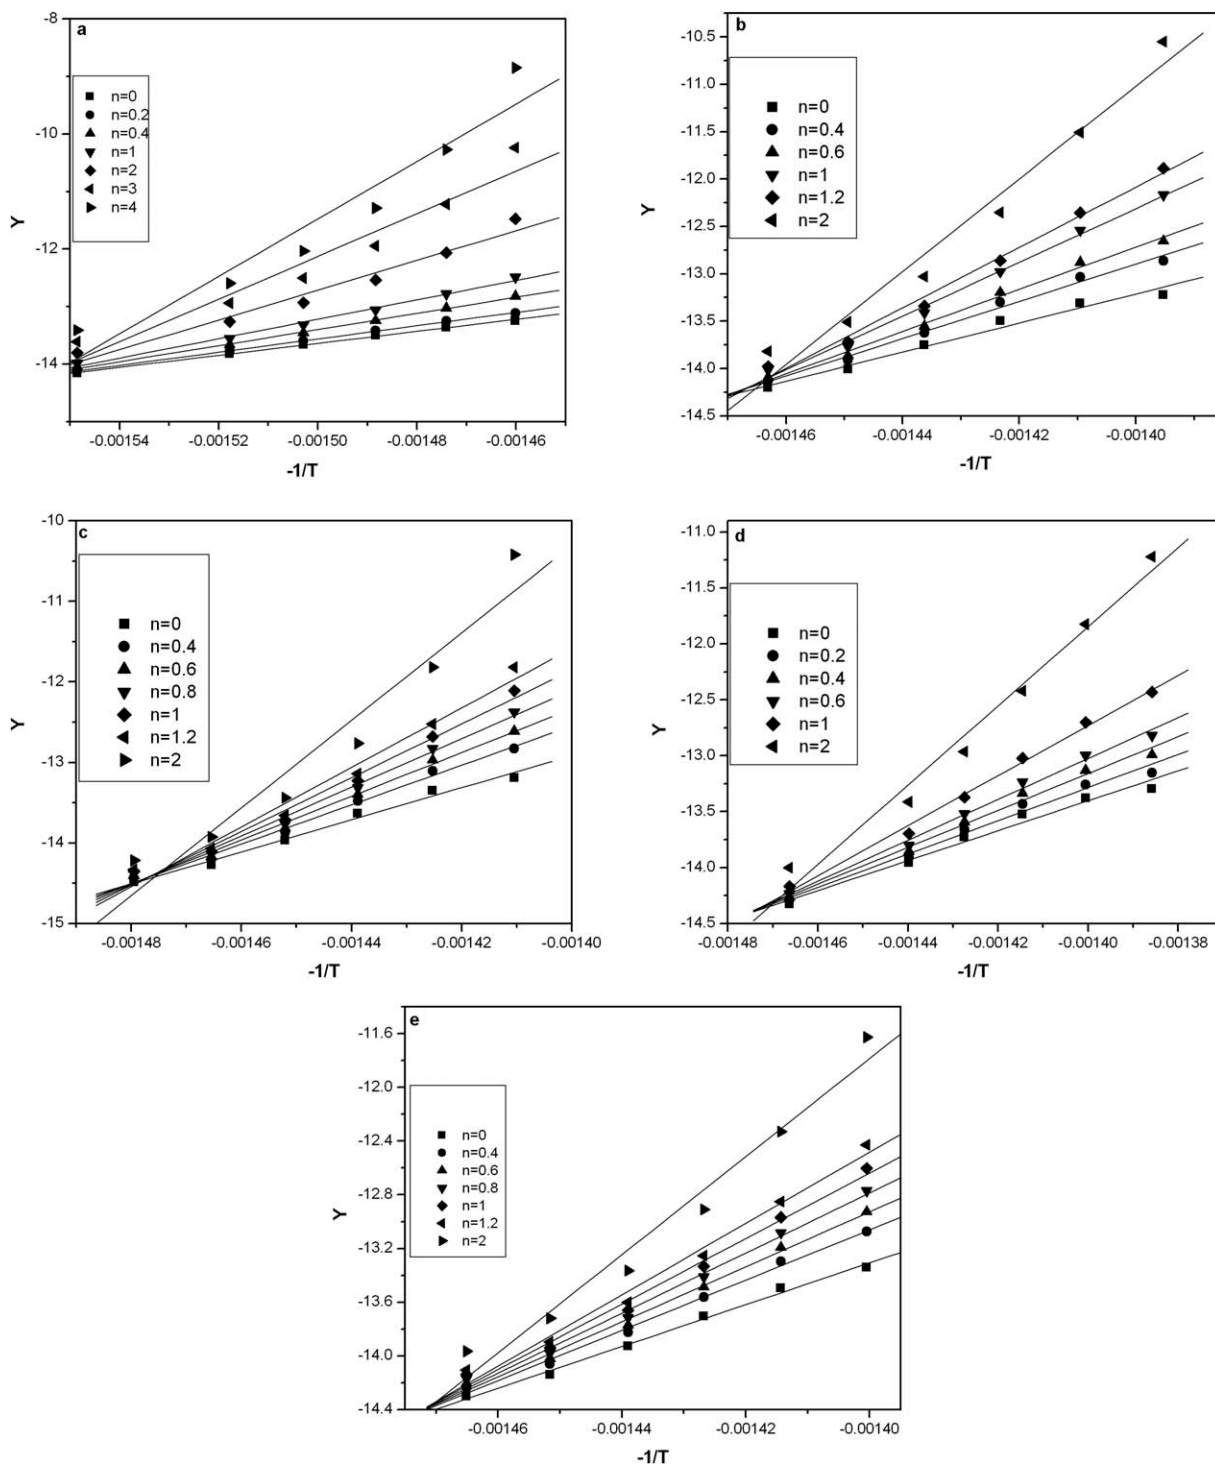 a
-8
-10
-12
-14
Y
n=0
n=0.2
n=0.4
n=1
n=2
n=3
n=4
-0.00154 -0.00152 -0.00150 -0.00148 -0.00146
-1/T
b
-10.5
-11.0
-11.5
-12.0
-12.5
-13.0
-13.5
-14.0
-14.5
Y
n=0
n=0.4
n=0.6
n=1
n=1.2
n=2
-0.00146 -0.00144 -0.00142 -0.00140
-1/T
c
-10
-11
-12
-13
-14
-15
Y
n=0
n=0.4
n=0.6
n=0.8
n=1
n=1.2
n=2
-0.00148 -0.00146 -0.00144 -0.00142 -0.00140
-1/T
d
-11.0
-11.5
-12.0
-12.5
-13.0
-13.5
-14.0
-14.5
Y
n=0
n=0.2
n=0.4
n=0.6
n=1
n=2
-0.00148 -0.00146 -0.00144 -0.00142 -0.00140 -0.00138
-1/T
e
-11.6
-12.0
-12.4
-12.8
-13.2
-13.6
-14.0
-14.4
Y
n=0
n=0.4
n=0.6
n=0.8
n=1
n=1.2
n=2
-0.00146 -0.00144 -0.00142 -0.00140
-1/T